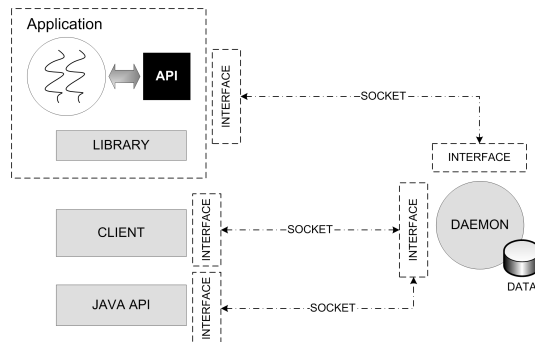 Application
API
INTERFACE
SOCKET
LIBRARY
INTERFACE
CLIENT
INTERFACE
SOCKET
INTERFACE
DAEMON
DATA
JAVA API
INTERFACE
SOCKET